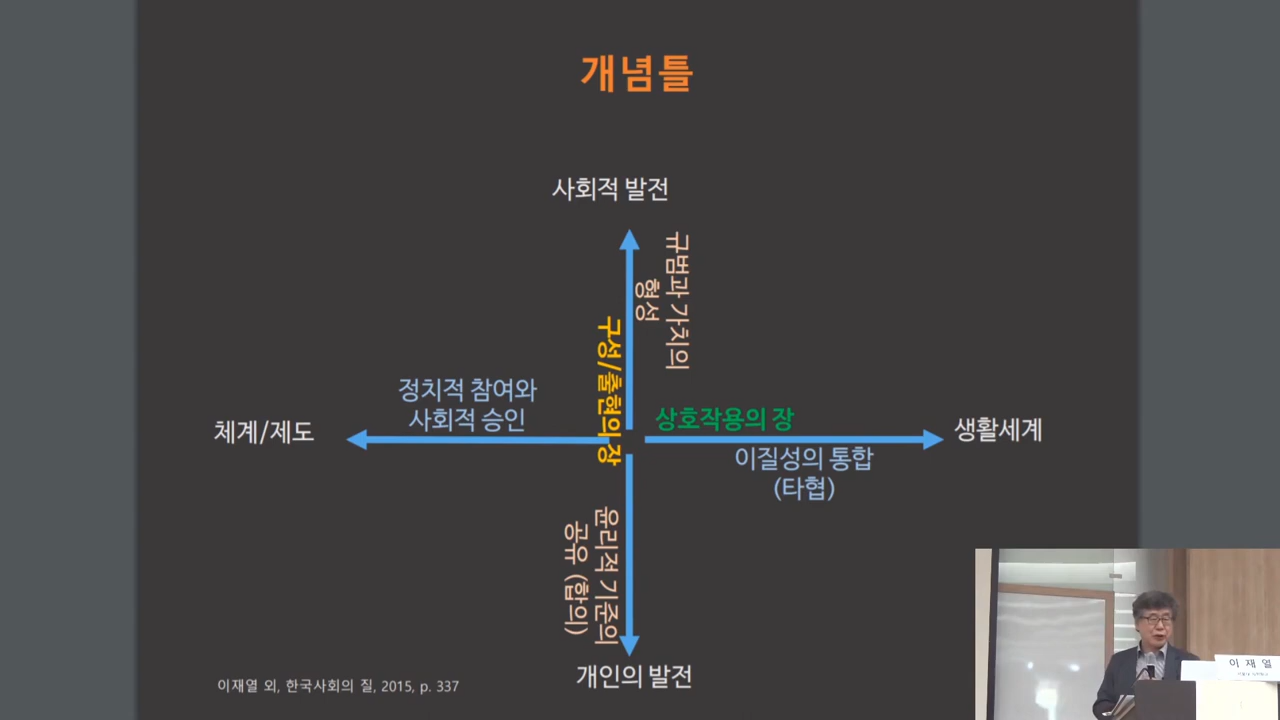 개념틀
사회적 발전
규범과 가치의
형성
구성/출현의 장
정치적 참여와
사회적 승인
체계/제도
상호작용의 장
생활세계
이질성의 통합
(타협)
윤리적 기준의
공유 (합의)
개인의 발전
이재열 외, 한국사회의 질, 2015, p. 337
이 재 열